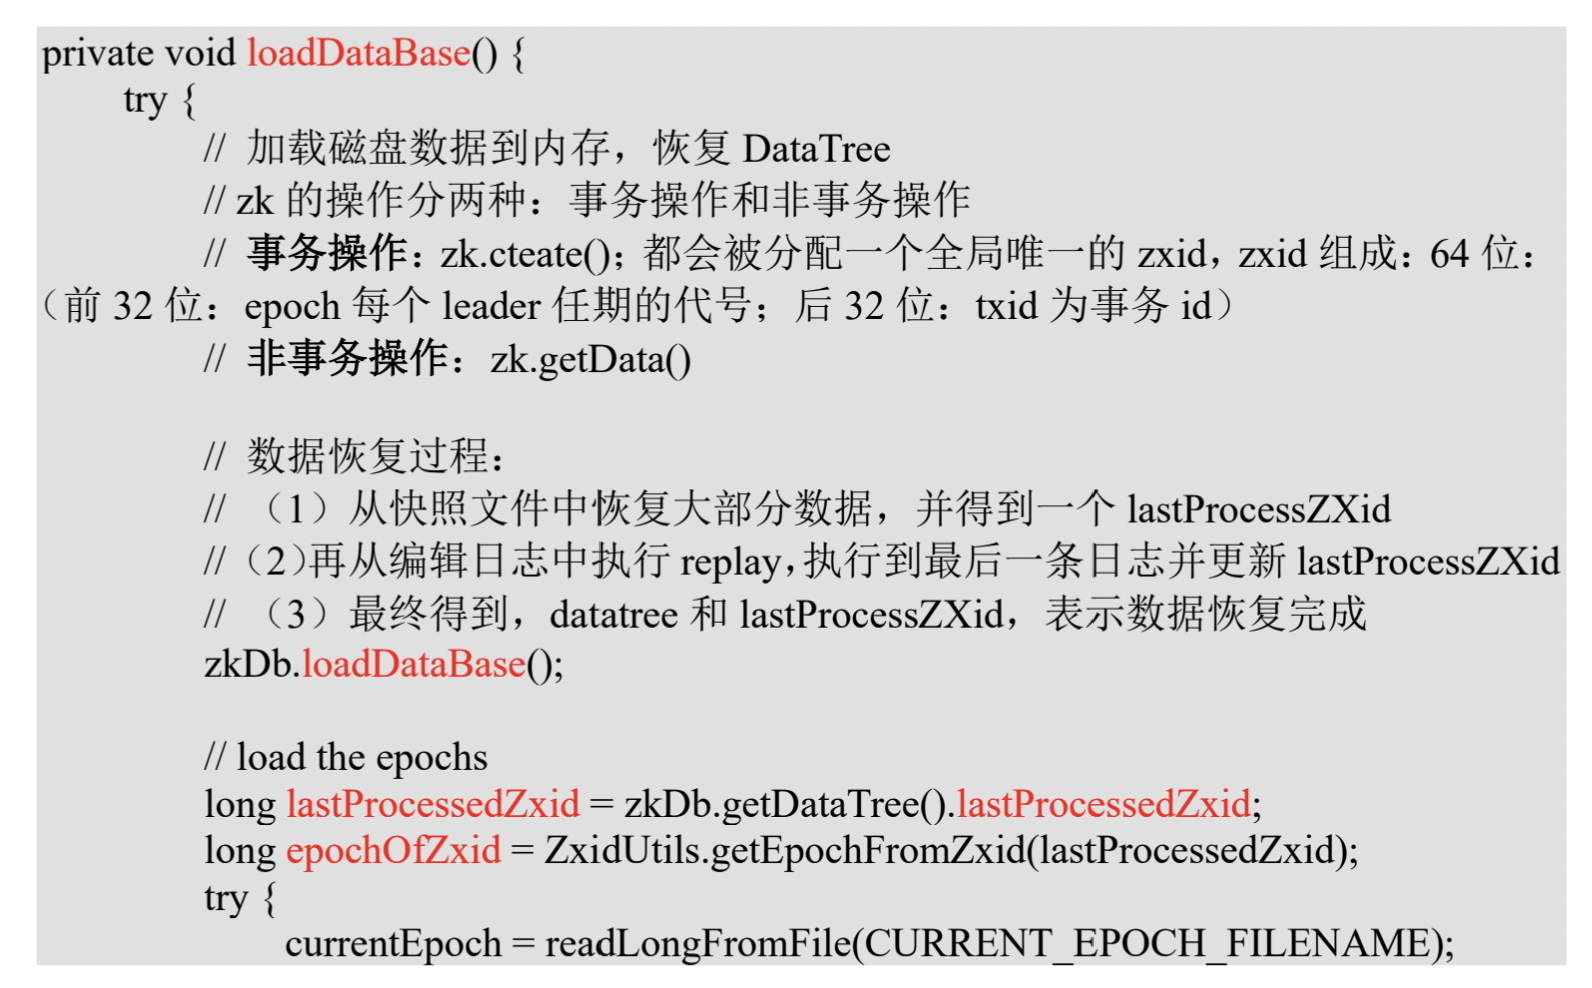 private void loadDataBase() {
try {
// 加载磁盘数据到内存，恢复 DataTree
// zk 的操作分两种：事务操作和非事务操作
// 事务操作：zk.cteate()；都会被分配一个全局唯一的 zxid，zxid 组成：64 位：
（前 32 位：epoch 每个 leader 任期的代号；后 32 位：txid 为事务 id）
// 非事务操作：zk.getData()
// 数据恢复过程：
// （1）从快照文件中恢复大部分数据，并得到一个 lastProcessZXid
//（2）再从编辑日志中执行 replay，执行到最后一条日志并更新 lastProcessZXid
// （3）最终得到，datatree 和 lastProcessZXid，表示数据恢复完成
zkDb.loadDataBase();
// load the epochs
long lastProcessedZxid = zkDb.getDataTree().lastProcessedZxid;
long epochOfZxid = ZxidUtils.getEpochFromZxid(lastProcessedZxid);
try {
currentEpoch = readLongFromFile(CURRENT_EPOCH_FILENAME);